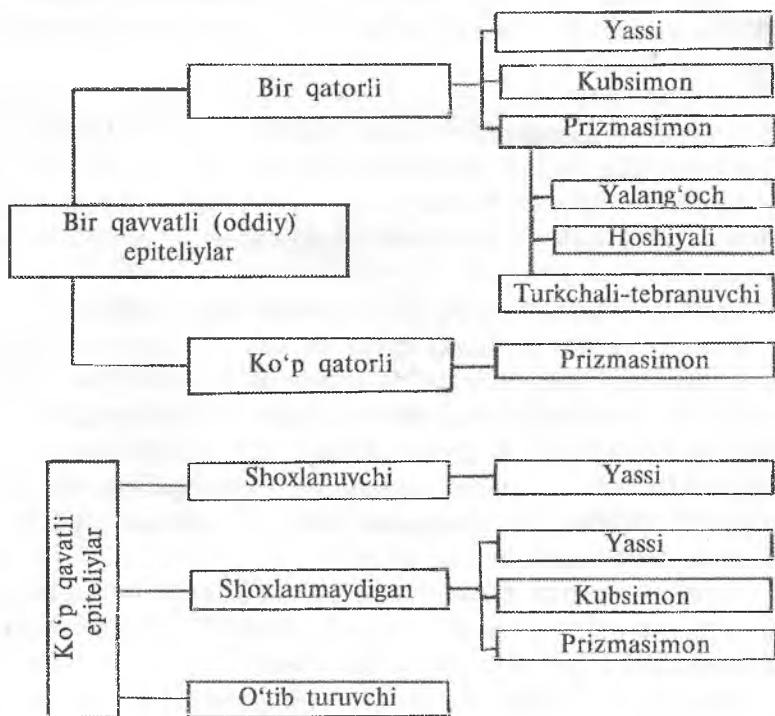 Yassi
Bir qatorli
Kubsimon
Prizmasimon
Yalang‘och
Bir qavvatli (oddiy)
epiteliylar
Hoshiyali
Turkchali-tebranuvchi
Ko‘p qatorli
Prizmasimon
Ko‘p qavatli
epiteliylar
Shoxlanuvchi
Yassi
Yassi
Shoxlanmaydigan
Kubsimon
Prizmasimon
O‘tib turuvchi